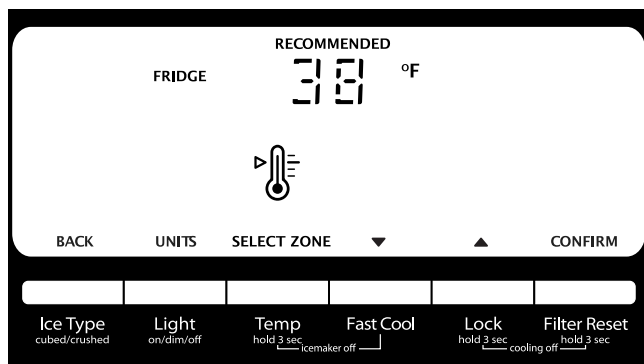 RECOMMENDED
FRIDGE 38 °F
BACK UNITS SELECT ZONE ▼ ▲ CONFIRM
Ice Type Light Temp Fast Cool Lock Filter Reset
cubed/crushed on/dim/off hold 3 sec hold 3 sec hold 3 sec
icemaker off cooling off